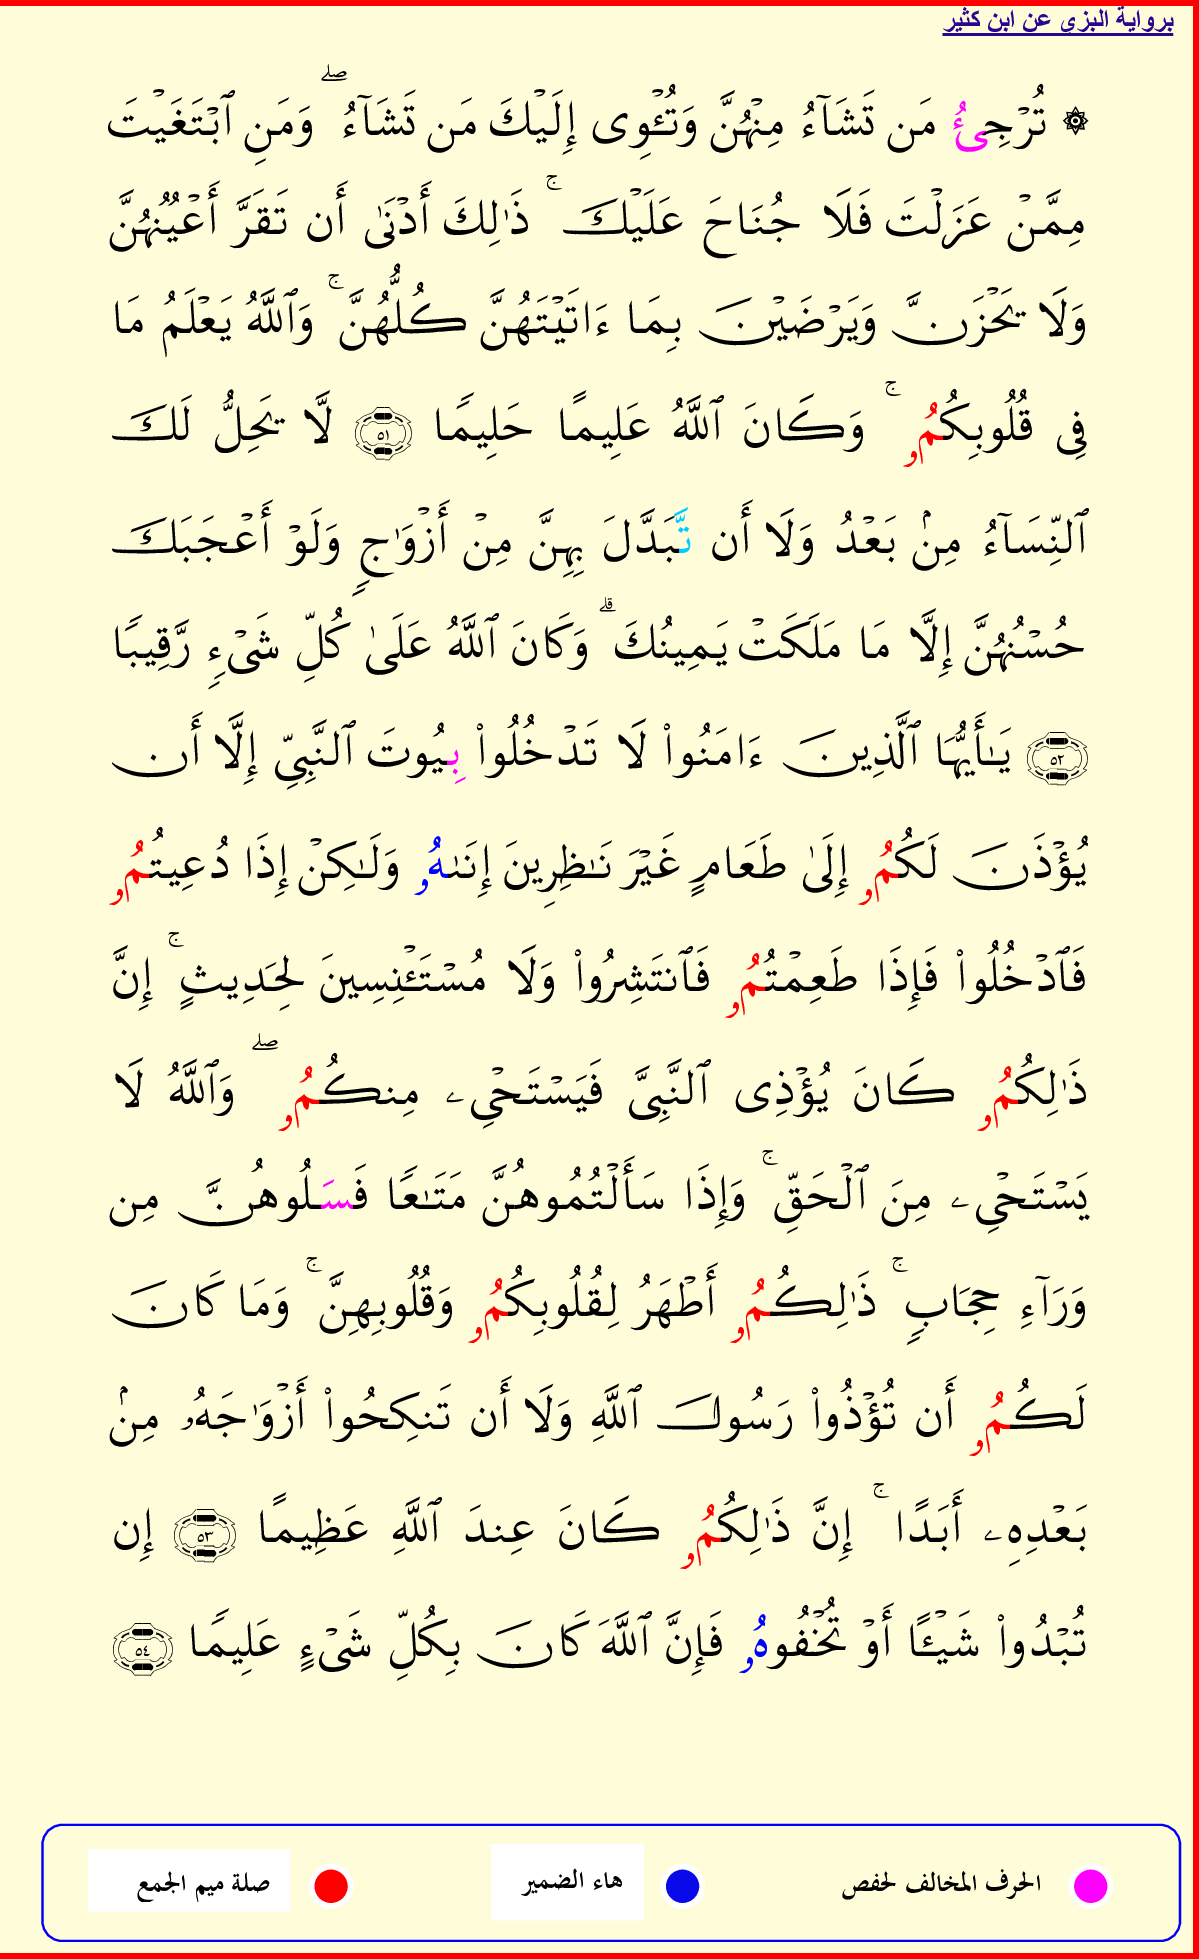 برواية البزي عن ابن كثير
۞ تُرْجِئُ مَن تَشَآءُ مِنْهُنَّ وَتُـْٔوِى إِلَيْكَ مَن تَشَآءُ ۖ وَمَنِ ٱبْتَغَيْتَ
مِمَّنْ عَزَلْتَ فَلَا جُنَاحَ عَلَيْكَ ۚ ذَٰلِكَ أَدْنَىٰ أَن تَقَرَّ أَعْيُنُهُنَّ
وَلَا يَحْزَنَّ وَيَرْضَيْنَ بِمَا ءَاتَيْتَهُنَّ كُلُّهُنَّ ۚ وَٱللَّهُ يَعْلَمُ مَا
فِى قُلُوبِكُمُۥ ۚ وَكَانَ ٱللَّهُ عَلِيمًا حَلِيمًا ٥١ لَّا يَحِلُّ لَكَ
ٱلنِّسَآءُ مِنۢ بَعْدُ وَلَا أَن تَّبَدَّلَ بِهِنَّ مِنْ أَزْوَٰجٍ وَلَوْ أَعْجَبَكَ
حُسْنُهُنَّ إِلَّا مَا مَلَكَتْ يَمِينُكَ ۗ وَكَانَ ٱللَّهُ عَلَىٰ كُلِّ شَىْءٍ رَّقِيبًا
٥٢ يَـٰأَيُّهَا ٱلَّذِينَ ءَامَنُوا۟ لَا تَدْخُلُوا۟ بِيُوتَ ٱلنَّبِىِّ إِلَّا أَن
يُؤْذَنَ لَكُمُۥ إِلَىٰ طَعَامٍ غَيْرَ نَـٰظِرِينَ إِنَىٰهُۥ وَلَـٰكِنْ إِذَا دُعِيتُمُۥ
فَٱدْخُلُوا۟ فَإِذَا طَعِمْتُمُۥ فَٱنتَشِرُوا۟ وَلَا مُسْتَـْٔنِسِينَ لِحَدِيثٍ ۚ إِنَّ
ذَٰلِكُمُۥ كَانَ يُؤْذِى ٱلنَّبِىَّ فَيَسْتَحْىِۦ مِنكُمُۥ ۖ وَٱللَّهُ لَا
يَسْتَحْىِۦ مِنَ ٱلْحَقِّ ۚ وَإِذَا سَأَلْتُمُوهُنَّ مَتَـٰعًا فَسَلُوهُنَّ مِن
وَرَآءِ حِجَابٍ ۚ ذَٰلِكُمُۥ أَطْهَرُ لِقُلُوبِكُمُۥ وَقُلُوبِهِنَّ ۚ وَمَا كَانَ
لَكُمُۥ أَن تُؤْذُوا۟ رَسُولَ ٱللَّهِ وَلَا أَن تَنكِحُوا۟ أَزْوَٰجَهُۥ مِنۢ
بَعْدِهِۦ أَبَدًا ۚ إِنَّ ذَٰلِكُمُۥ كَانَ عِندَ ٱللَّهِ عَظِيمًا ٥٣ إِن
تُبْدُوا۟ شَيْـًٔا أَوْ تُخْفُوهُۥ فَإِنَّ ٱللَّهَ كَانَ بِكُلِّ شَىْءٍ عَلِيمًا ٥٤
الحرف المخالف لحفص هاء الضمير صلة ميم الجمع